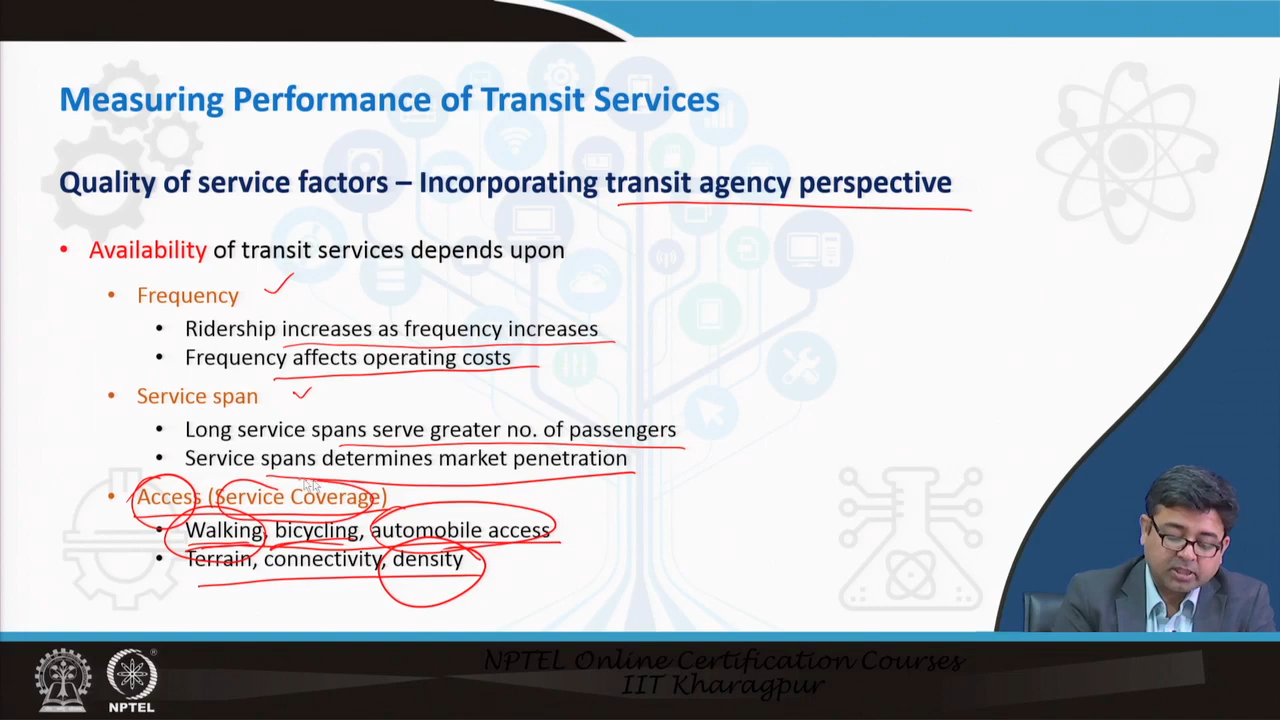 Measuring Performance of Transit Services
Quality of service factors – Incorporating transit agency perspective
• Availability of transit services depends upon
• Frequency
• Ridership increases as frequency increases
• Frequency affects operating costs
• Service span
• Long service spans serve greater no. of passengers
• Service spans determines market penetration
• Access (Service Coverage)
• Walking, bicycling, automobile access
• Terrain, connectivity, density
NPTEL Online Certification Courses
IIT Kharagpur
NPTEL